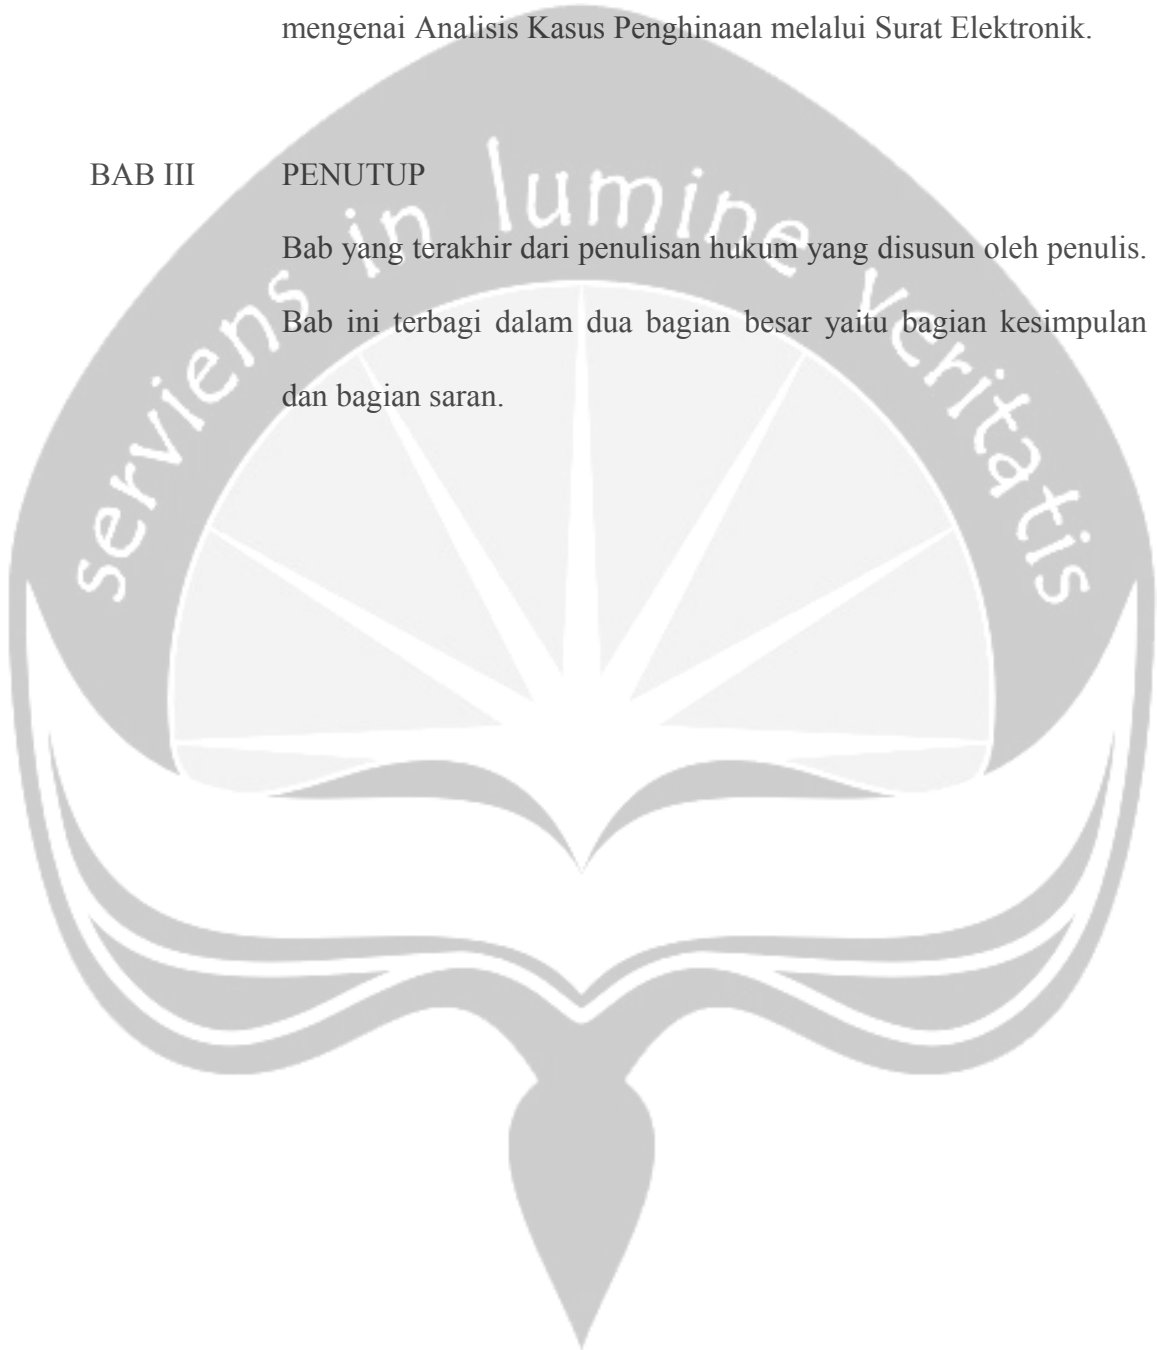 mengenai Analisis Kasus Penghinaan melalui Surat Elektronik.
BAB III PENUTUP
serviens in lumine veritatis
Bab yang terakhir dari penulisan hukum yang disusun oleh penulis.
Bab ini terbagi dalam dua bagian besar yaitu bagian kesimpulan
dan bagian saran.